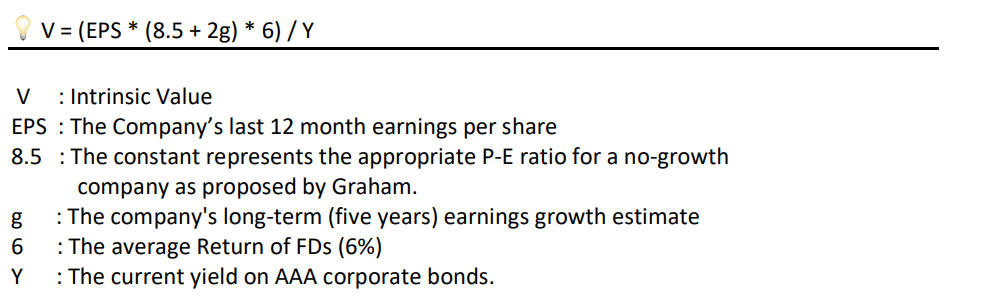 💡 V = (EPS * (8.5 + 2g) * 6) / Y
V : Intrinsic Value
EPS : The Company’s last 12 month earnings per share
8.5 : The constant represents the appropriate P-E ratio for a no-growth
company as proposed by Graham.
g : The company's long-term (five years) earnings growth estimate
6 : The average Return of FDs (6%)
Y : The current yield on AAA corporate bonds.